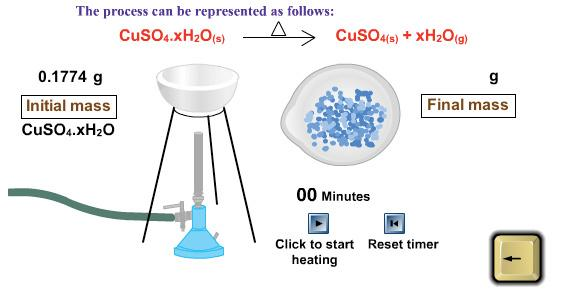 The process can be represented as follows:
CuSO₄.xH₂O(s) Δ CuSO₄(s) + xH₂O(g)
0.1774 g
g
Initial mass
Final mass
CuSO₄.xH₂O
00 Minutes
Click to start heating
Reset timer